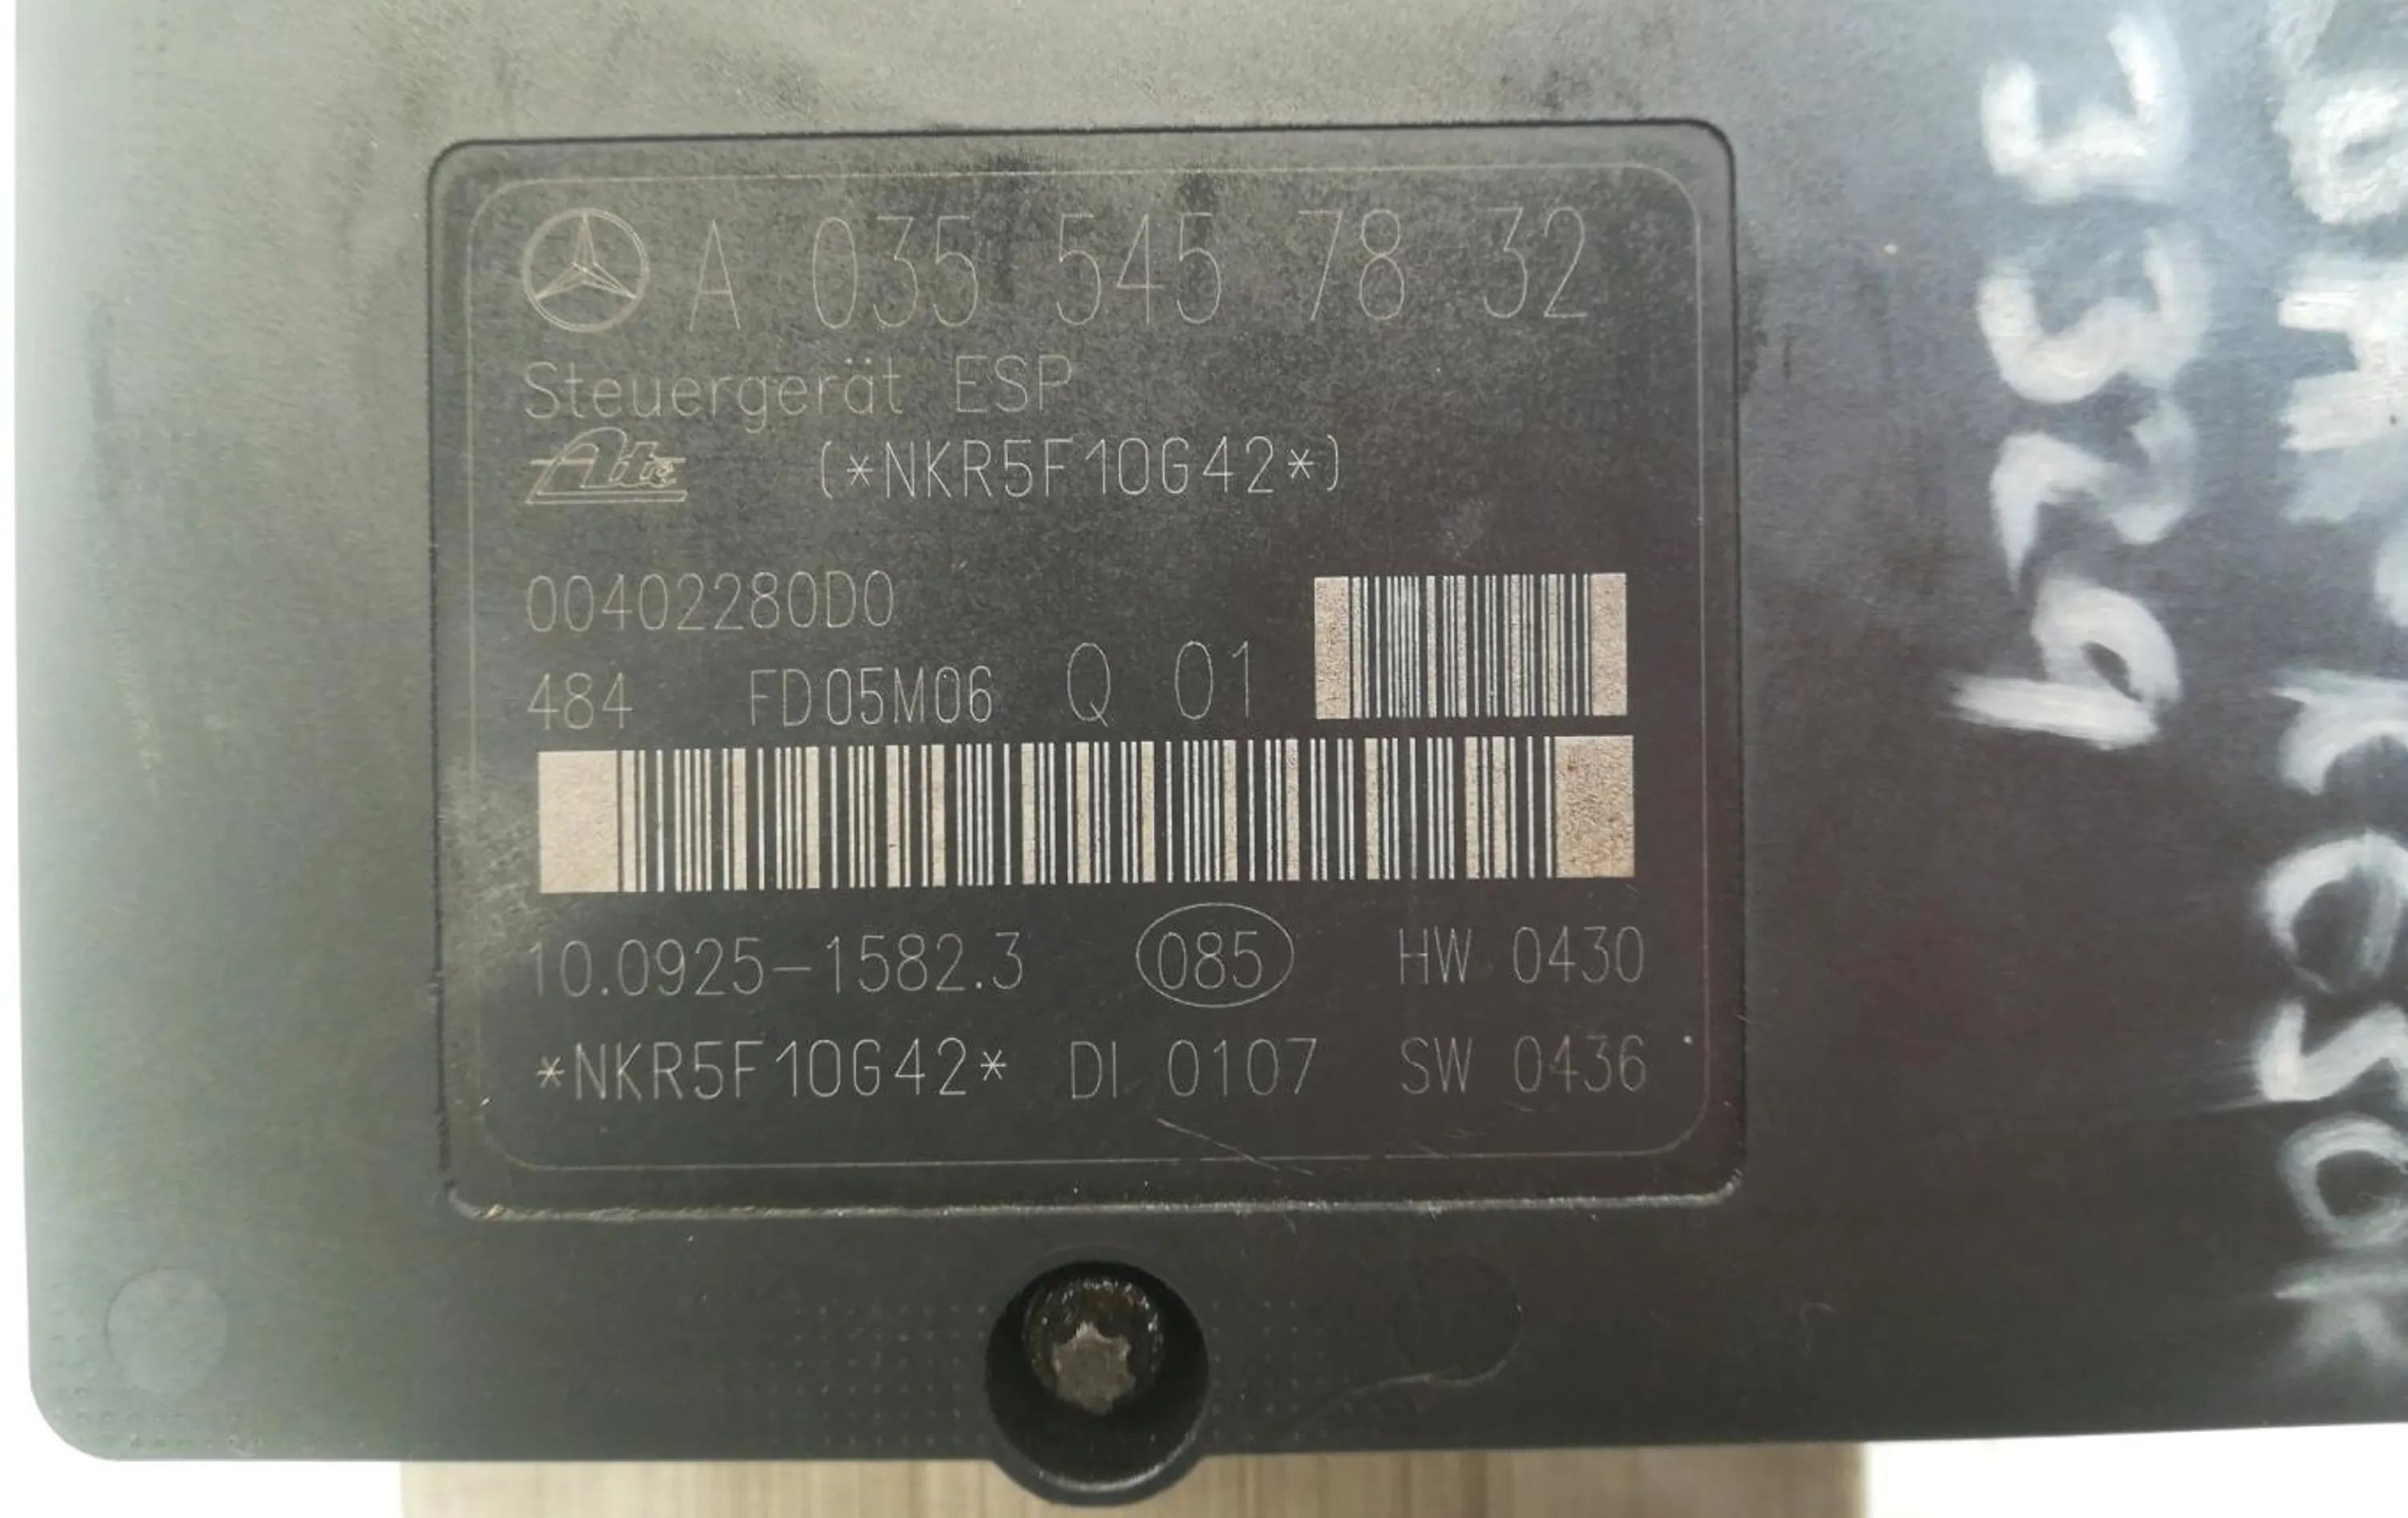 A 035 545 78 32
Steuergerät ESP
Ate (*NKR5F10G42*)
00402280D0
484 FD05M06 Q 01
10.0925-1582.3 085 HW 0430
*NKR5F10G42* DI 0107 SW 0436
3329